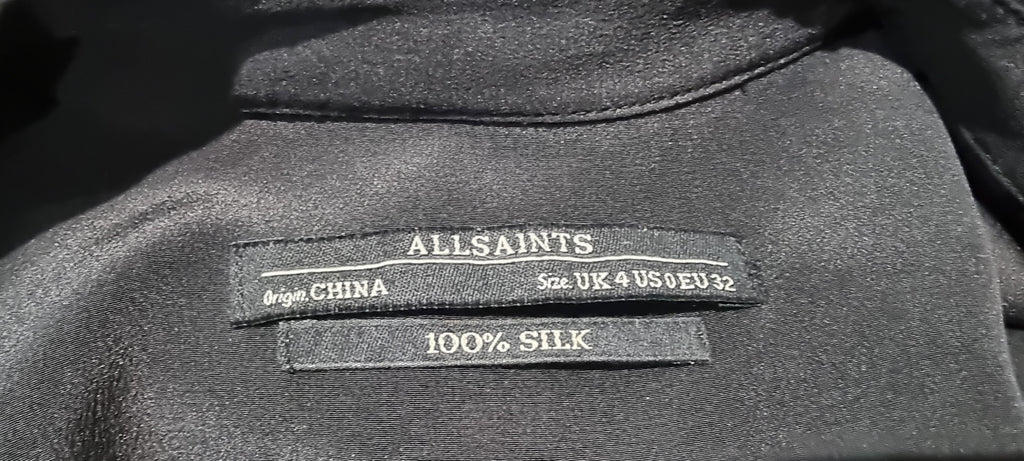 ALLSAINTS
Origin. CHINA Size. UK 4 US 0 EU 32
100% SILK